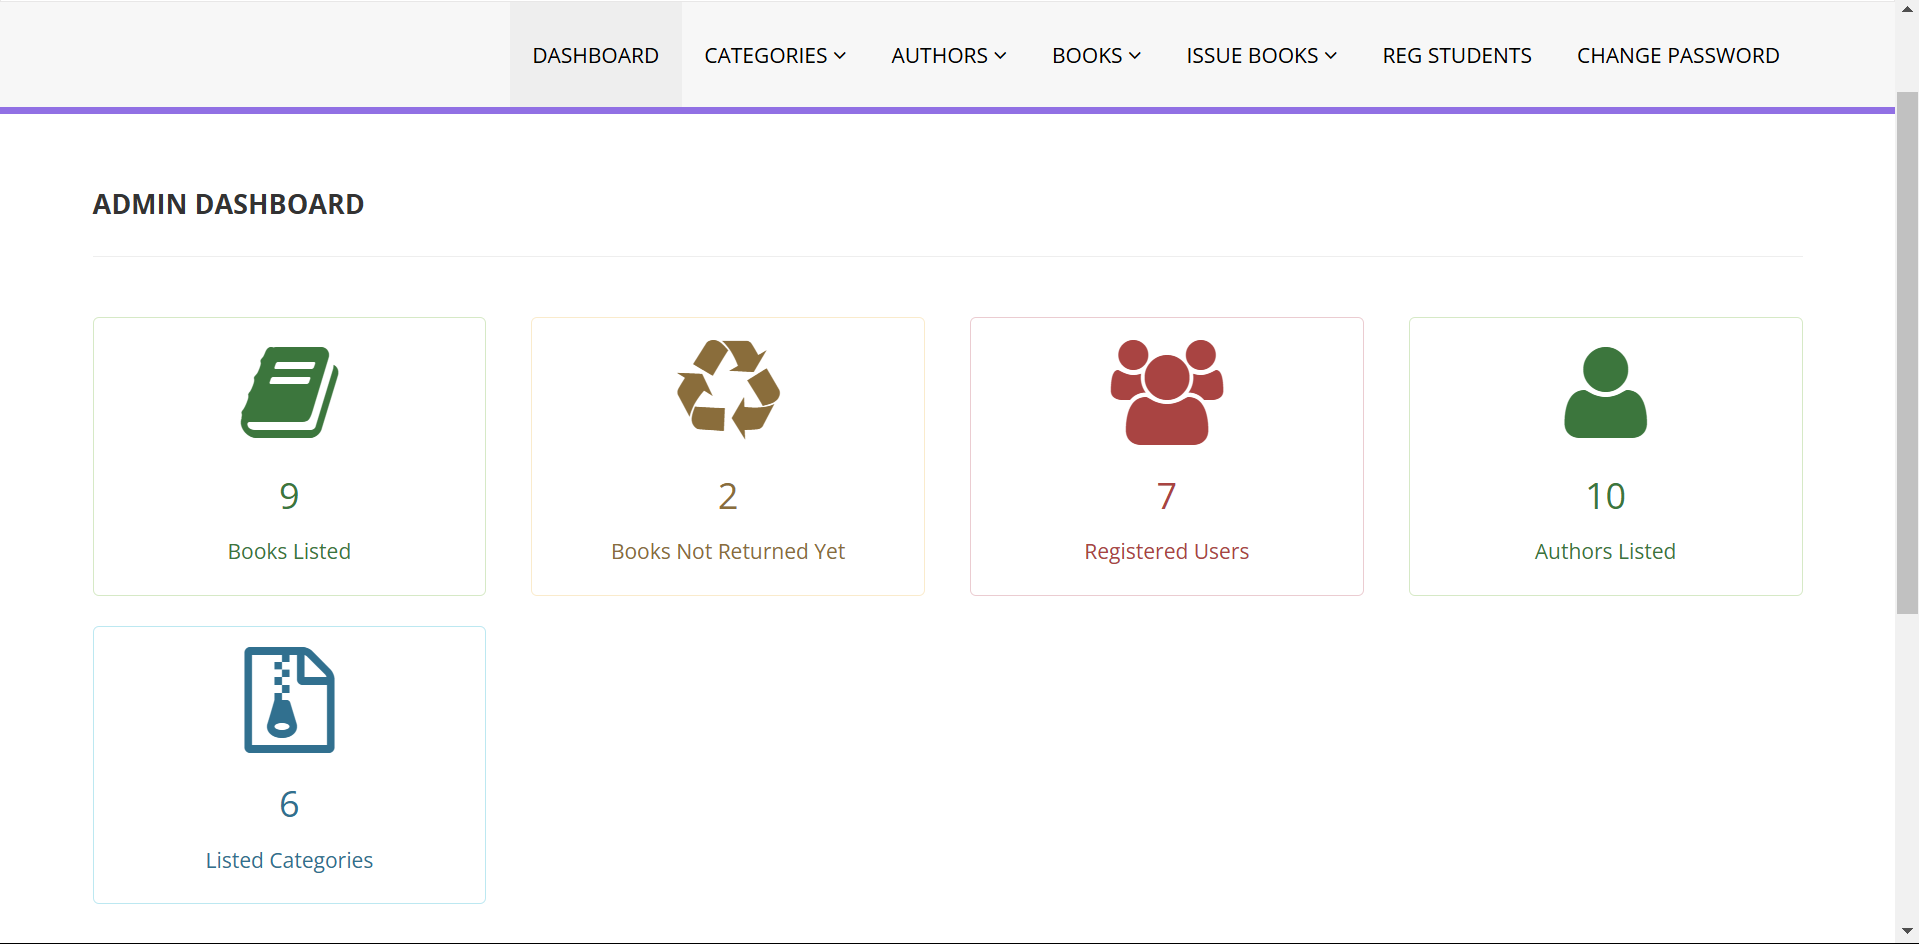 DASHBOARD CATEGORIES AUTHORS BOOKS ISSUE BOOKS REG STUDENTS CHANGE PASSWORD
ADMIN DASHBOARD
9
Books Listed
2
Books Not Returned Yet
7
Registered Users
10
Authors Listed
6
Listed Categories